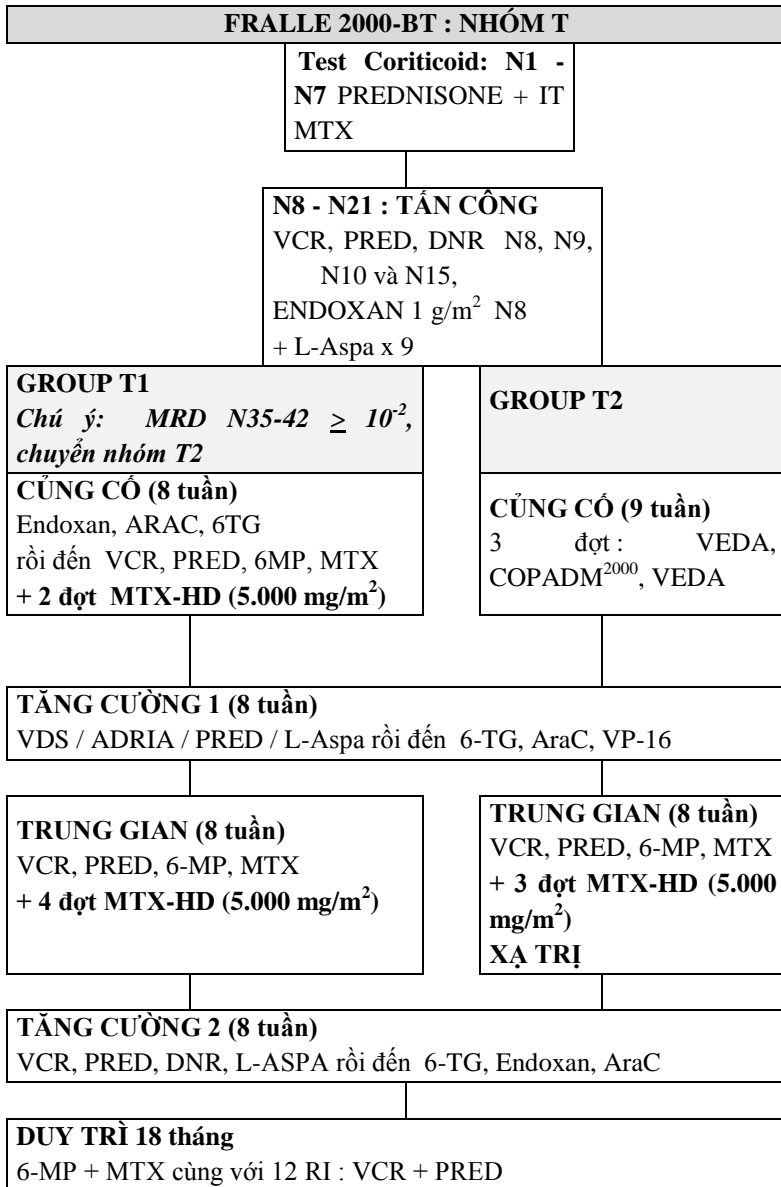 FRALLE 2000-BT : NHÓM T
Test Coriticoid: N1 -
N7 PREDNISONE + IT
MTX
N8 - N21 : TẤN CÔNG
VCR, PRED, DNR N8, N9,
N10 và N15,
ENDOXAN 1 g/m² N8
+ L-Aspa x 9
GROUP T1
Chú ý: MRD N35-42 ≥ 10⁻²,
chuyển nhóm T2
CỦNG CỐ (8 tuần)
Endoxan, ARAC, 6TG
rồi đến VCR, PRED, 6MP, MTX
+ 2 đợt MTX-HD (5.000 mg/m²)
GROUP T2
CỦNG CỐ (9 tuần)
3 đợt : VEDA,
COPADM²⁰⁰⁰, VEDA
TĂNG CƯỜNG 1 (8 tuần)
VDS / ADRIA / PRED / L-Aspa rồi đến 6-TG, AraC, VP-16
TRUNG GIAN (8 tuần)
VCR, PRED, 6-MP, MTX
+ 4 đợt MTX-HD (5.000 mg/m²)
TRUNG GIAN (8 tuần)
VCR, PRED, 6-MP, MTX
+ 3 đợt MTX-HD (5.000
mg/m²)
XẠ TRỊ
TĂNG CƯỜNG 2 (8 tuần)
VCR, PRED, DNR, L-ASPA rồi đến 6-TG, Endoxan, AraC
DUY TRÌ 18 tháng
6-MP + MTX cùng với 12 RI : VCR + PRED